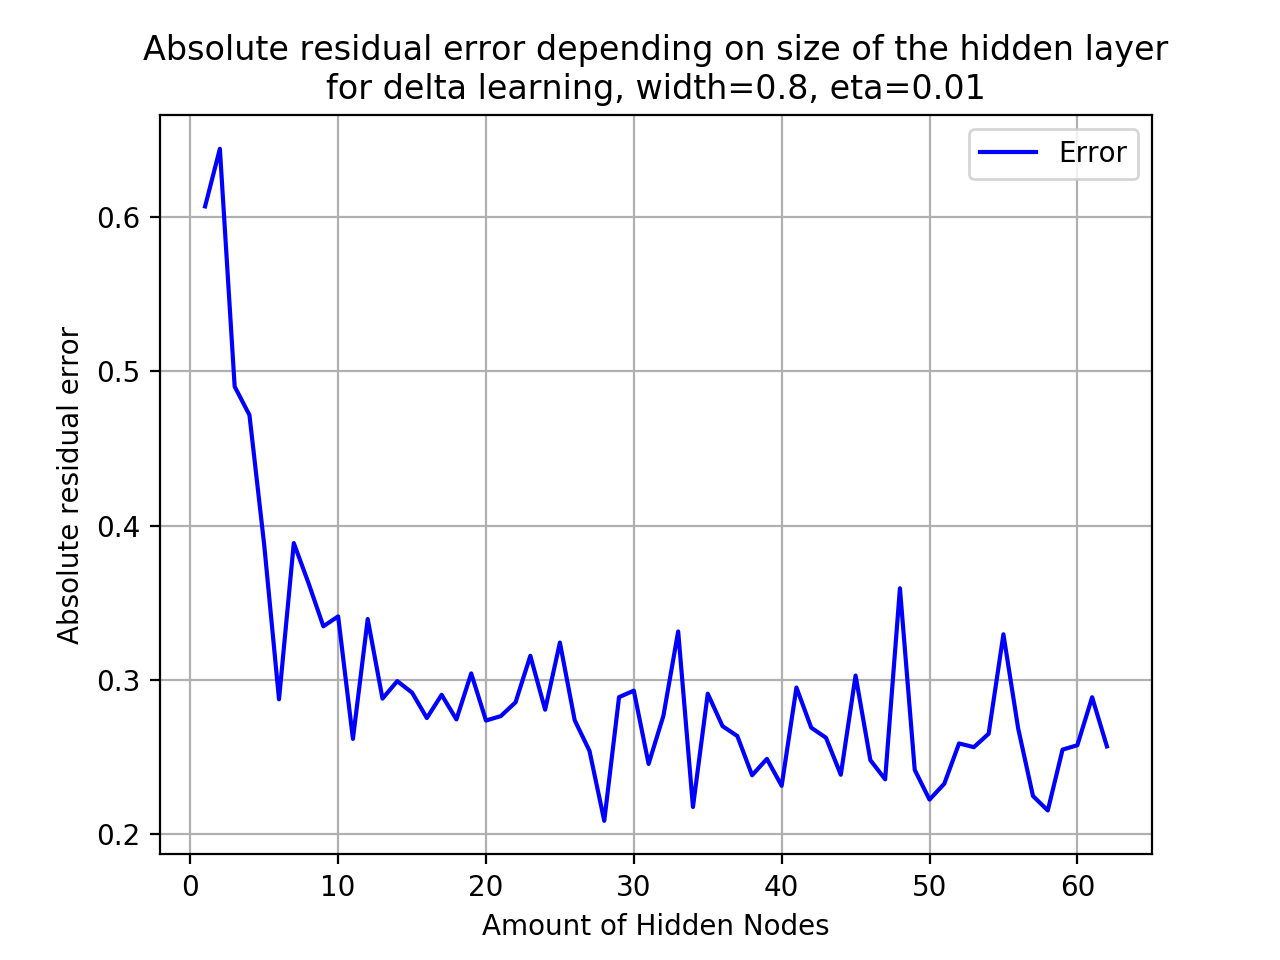 Absolute residual error depending on size of the hidden layer
for delta learning, width=0.8, eta=0.01
Error
Absolute residual error
0.6
0.5
0.4
0.3
0.2
0 10 20 30 40 50 60
Amount of Hidden Nodes